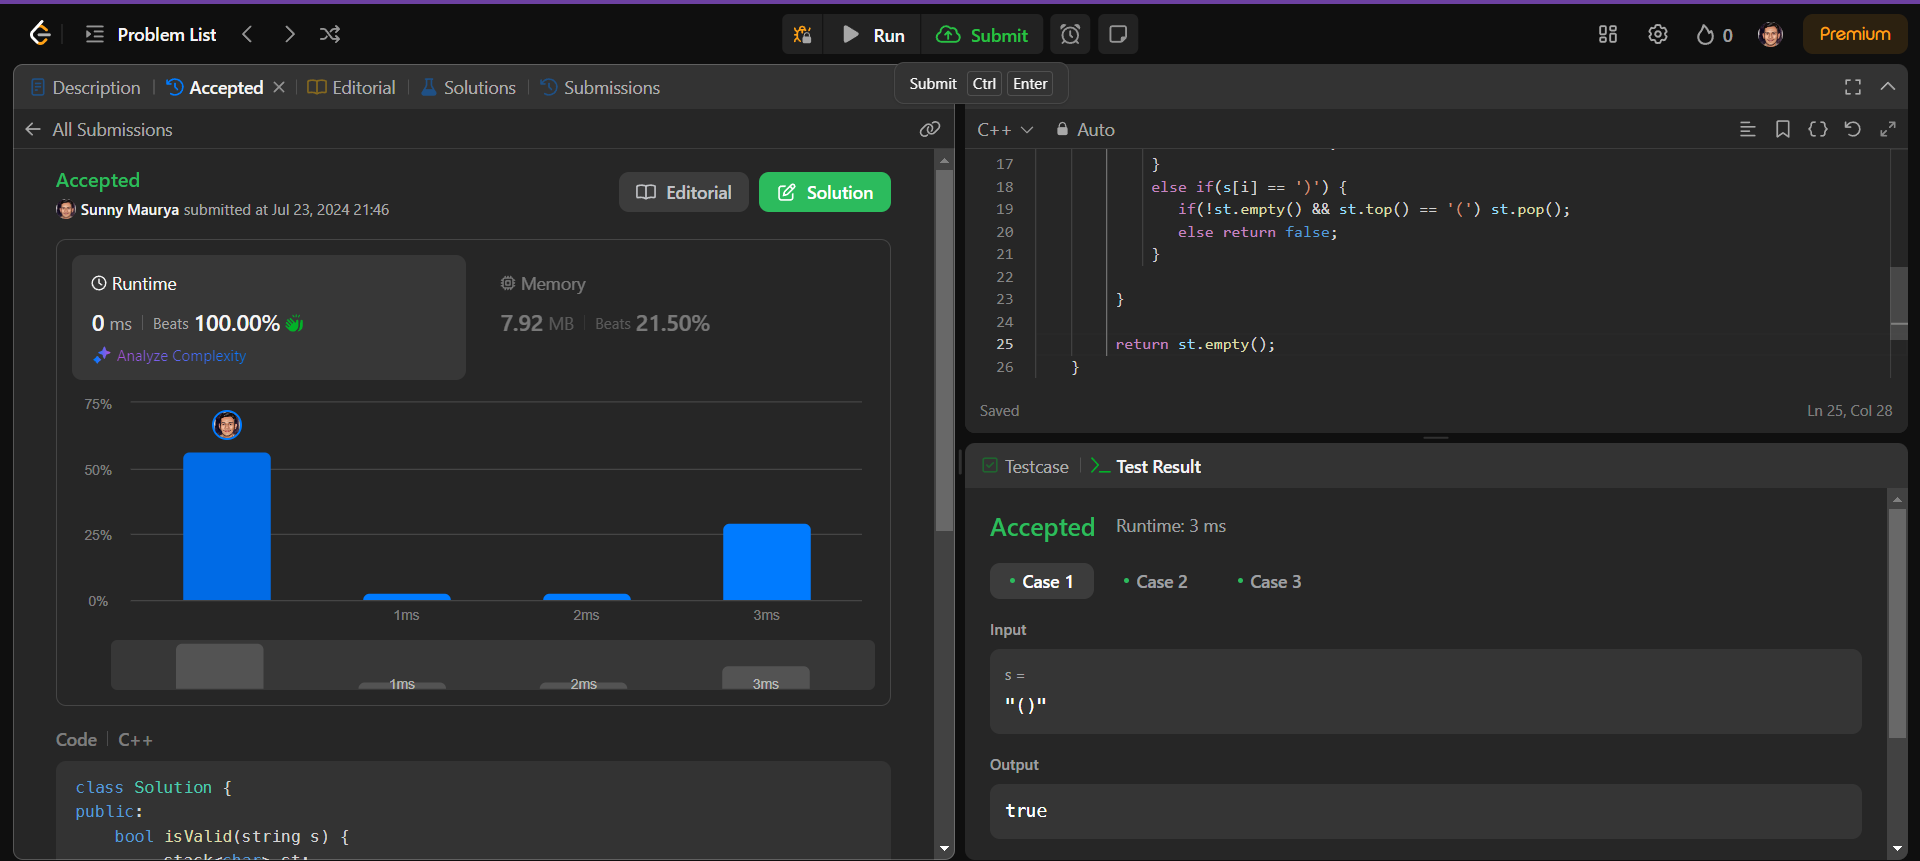 Problem List
Run
Submit
0
Premium
Submit Ctrl Enter
Description
Accepted
Editorial
Solutions
Submissions
All Submissions
Accepted
Editorial
Solution
Sunny Maurya submitted at Jul 23, 2024 21:46
Runtime
0 ms
Beats 100.00%
Analyze Complexity
Memory
7.92 MB
Beats 21.50%
75%
50%
25%
0%
1ms
2ms
3ms
1ms
2ms
3ms
Code
C++
class Solution {
public:
bool isValid(string s) {
stack<char> st;
C++
Auto
17 }
18 else if(s[i] == ')') {
19 if(!st.empty() && st.top() == '(') st.pop();
20 else return false;
21 }
22
23 }
24
25 return st.empty();
26 }
Saved
Ln 25, Col 28
Testcase
Test Result
Accepted
Runtime: 3 ms
Case 1
Case 2
Case 3
Input
s =
"()"
Output
true